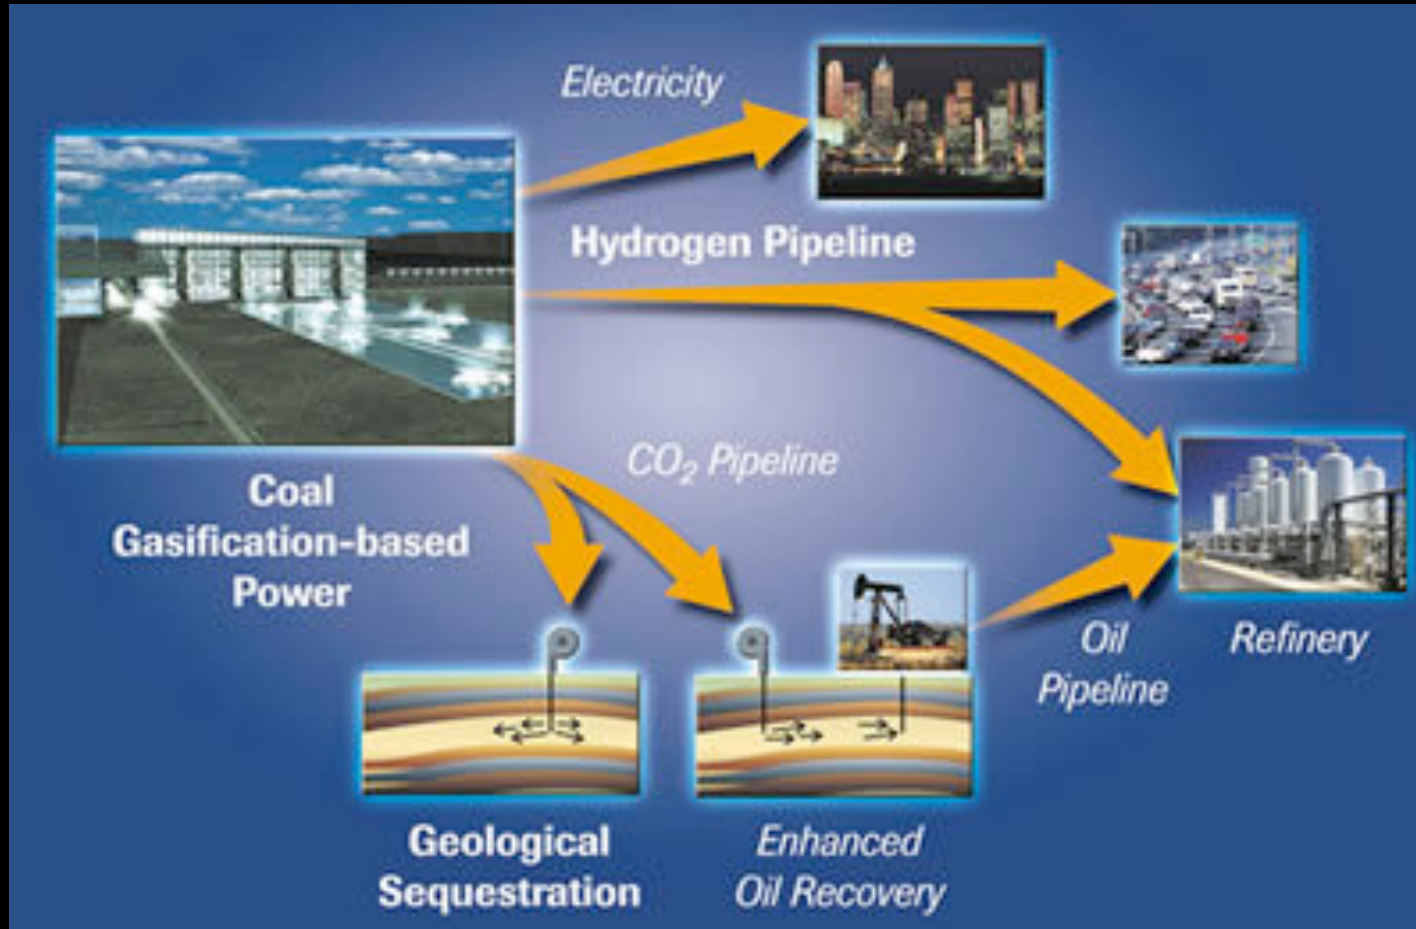 Electricity
Hydrogen Pipeline
CO₂ Pipeline
Coal
Gasification-based
Power
Oil
Pipeline
Refinery
Geological
Sequestration
Enhanced
Oil Recovery